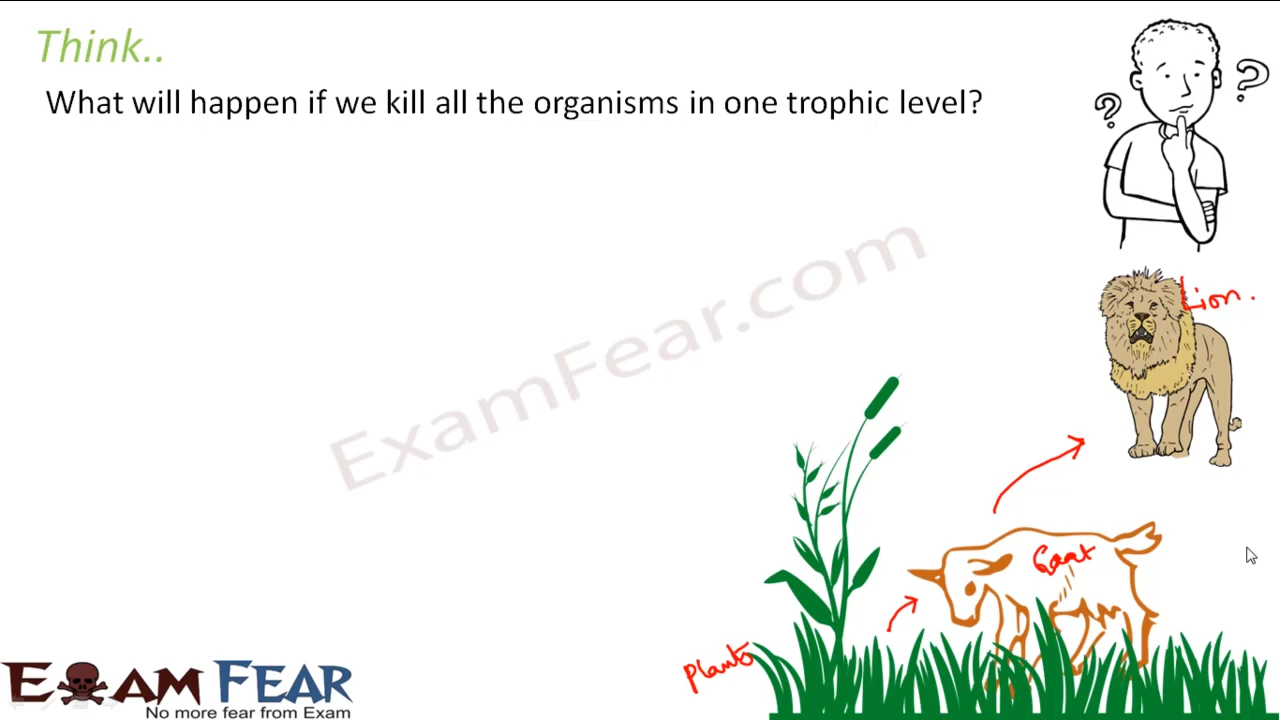 Think..
What will happen if we kill all the organisms in one trophic level?
? ?
Lion.
ExamFear.com
Goat
Plants
EXAM FEAR
No more fear from Exam